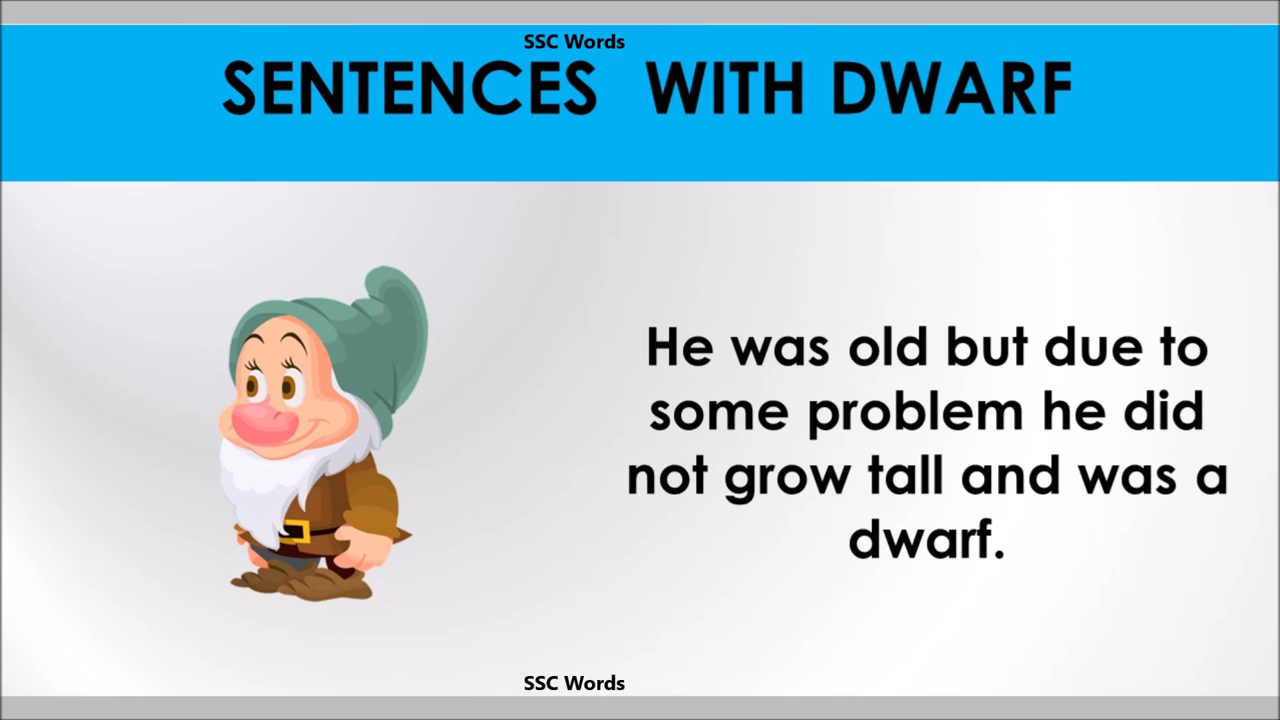 SSC Words
SENTENCES WITH DWARF
He was old but due to
some problem he did
not grow tall and was a
dwarf.
SSC Words